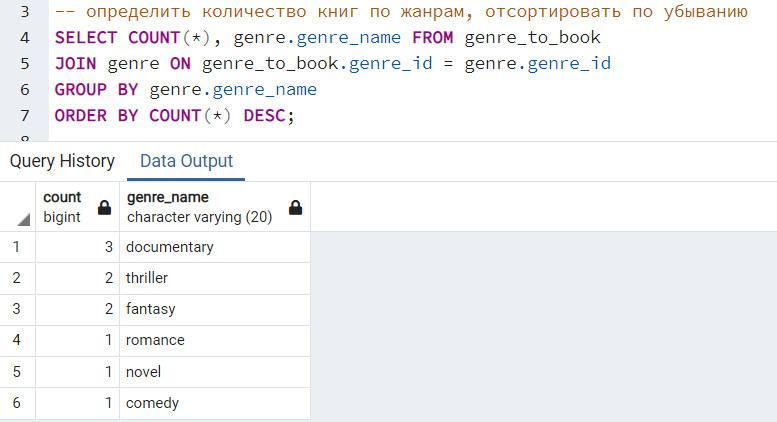 3 -- определить количество книг по жанрам, отсортировать по убыванию
4 SELECT COUNT(*), genre.genre_name FROM genre_to_book
5 JOIN genre ON genre_to_book.genre_id = genre.genre_id
6 GROUP BY genre.genre_name
7 ORDER BY COUNT(*) DESC;
8
Query History Data Output
count genre_name
bigint character varying (20)
1 3 documentary
2 2 thriller
3 2 fantasy
4 1 romance
5 1 novel
6 1 comedy